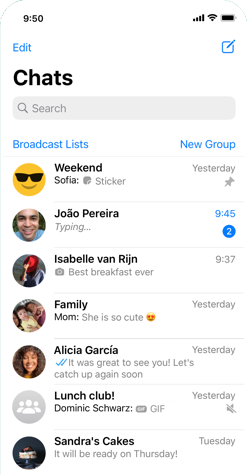 9:50
Edit
Chats
Search
Broadcast Lists New Group
Weekend Yesterday
Sofia: Sticker
João Pereira 9:45
Typing... 2
Isabelle van Rijn 9:37
Best breakfast ever
Family Yesterday
Mom: She is so cute 😍
Alicia García Yesterday
It was great to see you! Let's
catch up again soon
Lunch club! Yesterday
Dominic Schwarz: GIF GIF
Sandra's Cakes Tuesday
It will be ready on Thursday!